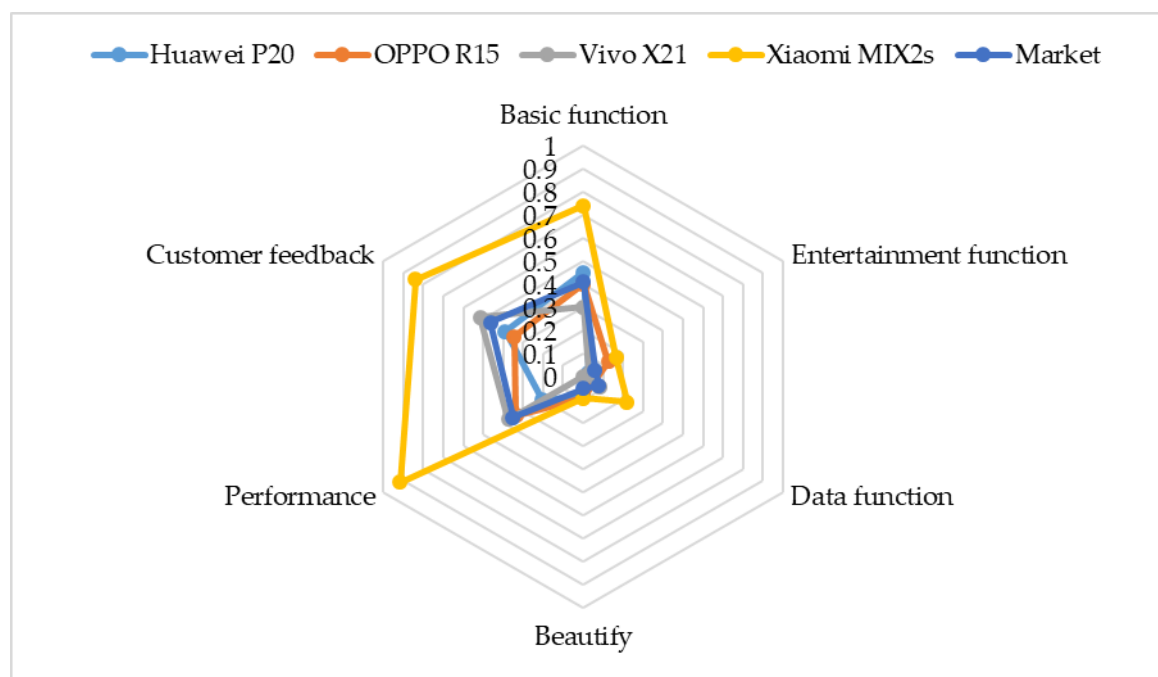 Huawei P20 OPPO R15 Vivo X21 Xiaomi MIX2s Market
Basic function
1
0.9
0.8
0.7
0.6
0.5
0.4
0.3
0.2
0.1
0
Customer feedback
Entertainment function
Performance
Data function
Beautify